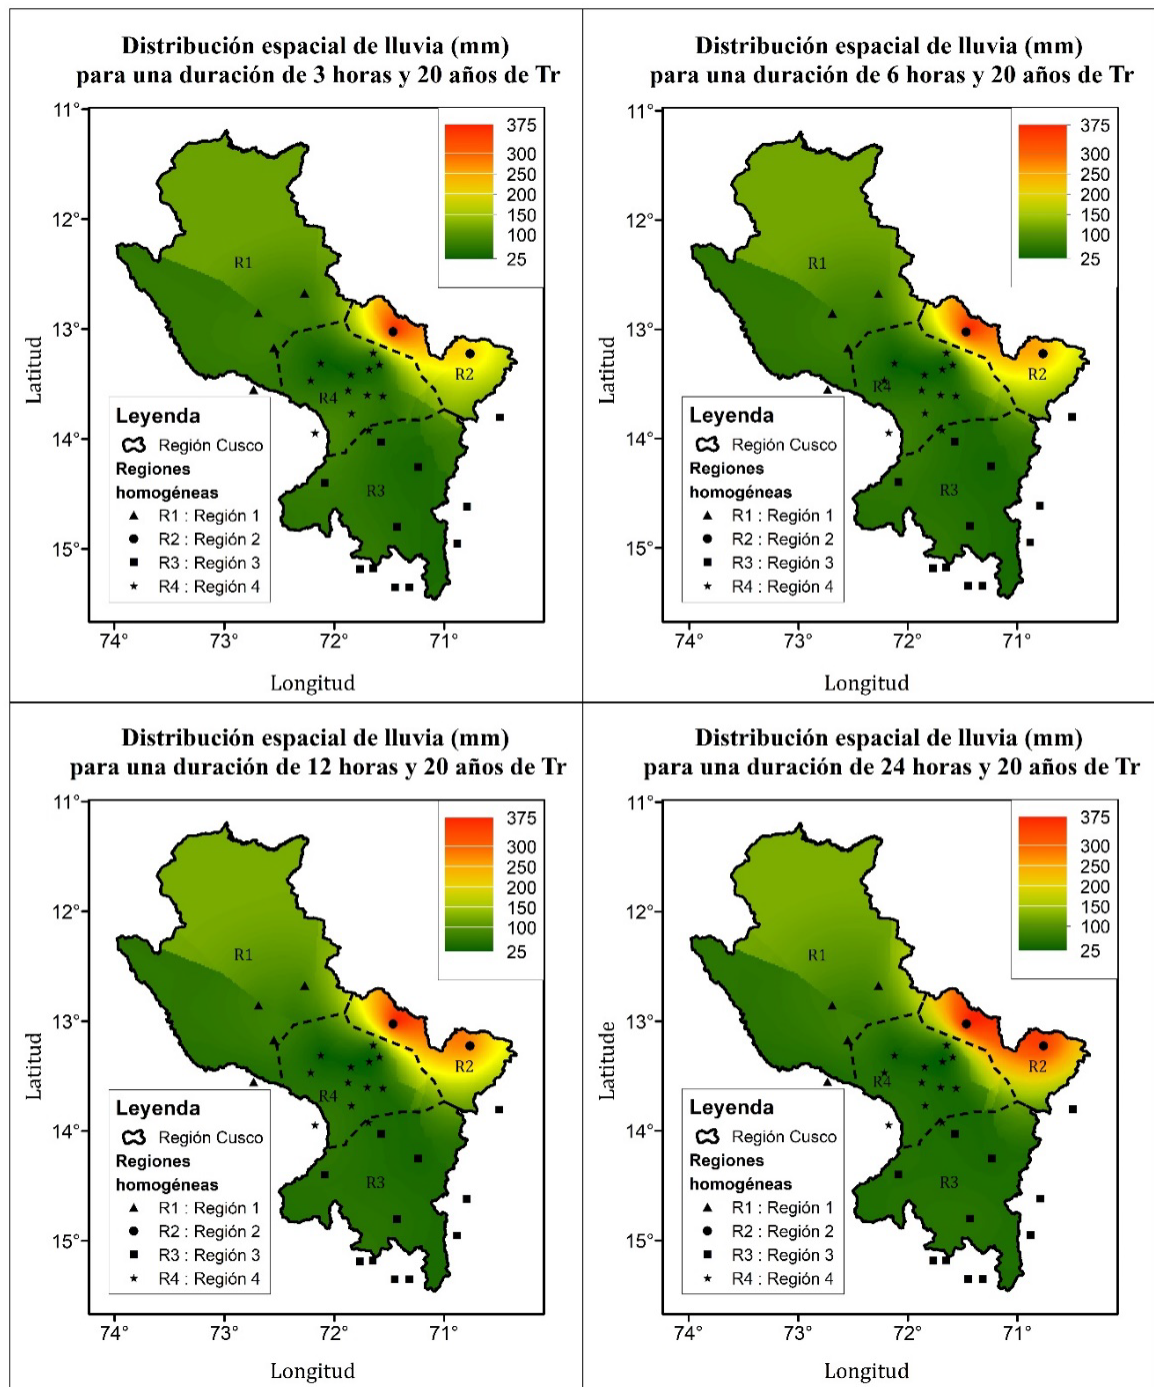 Distribución espacial de lluvia (mm)
para una duración de 3 horas y 20 años de Tr
11°
12°
13°
14°
15°
Latitud
74°
73°
72°
71°
Longitud
375
300
200
150
100
25
R1
R2
R4
R3
Leyenda
Región Cusco
Regiones
homogéneas
R1 : Región 1
R2 : Región 2
R3 : Región 3
R4 : Región 4
Distribución espacial de lluvia (mm)
para una duración de 6 horas y 20 años de Tr
11°
12°
13°
14°
15°
Latitud
74°
73°
72°
71°
Longitud
375
300
200
150
100
25
R1
R2
R4
R3
Leyenda
Región Cusco
Regiones
homogéneas
R1 : Región 1
R2 : Región 2
R3 : Región 3
R4 : Región 4
Distribución espacial de lluvia (mm)
para una duración de 12 horas y 20 años de Tr
11°
12°
13°
14°
15°
Latitud
74°
73°
72°
71°
Longitud
375
300
200
150
100
25
R1
R2
R4
R3
Leyenda
Región Cusco
Regiones
homogéneas
R1 : Región 1
R2 : Región 2
R3 : Región 3
R4 : Región 4
Distribución espacial de lluvia (mm)
para una duración de 24 horas y 20 años de Tr
11°
12°
13°
14°
15°
Latitude
74°
73°
72°
71°
Longitud
375
300
200
150
100
25
R1
R2
R4
R3
Leyenda
Región Cusco
Regiones
homogéneas
R1 : Región 1
R2 : Región 2
R3 : Región 3
R4 : Región 4